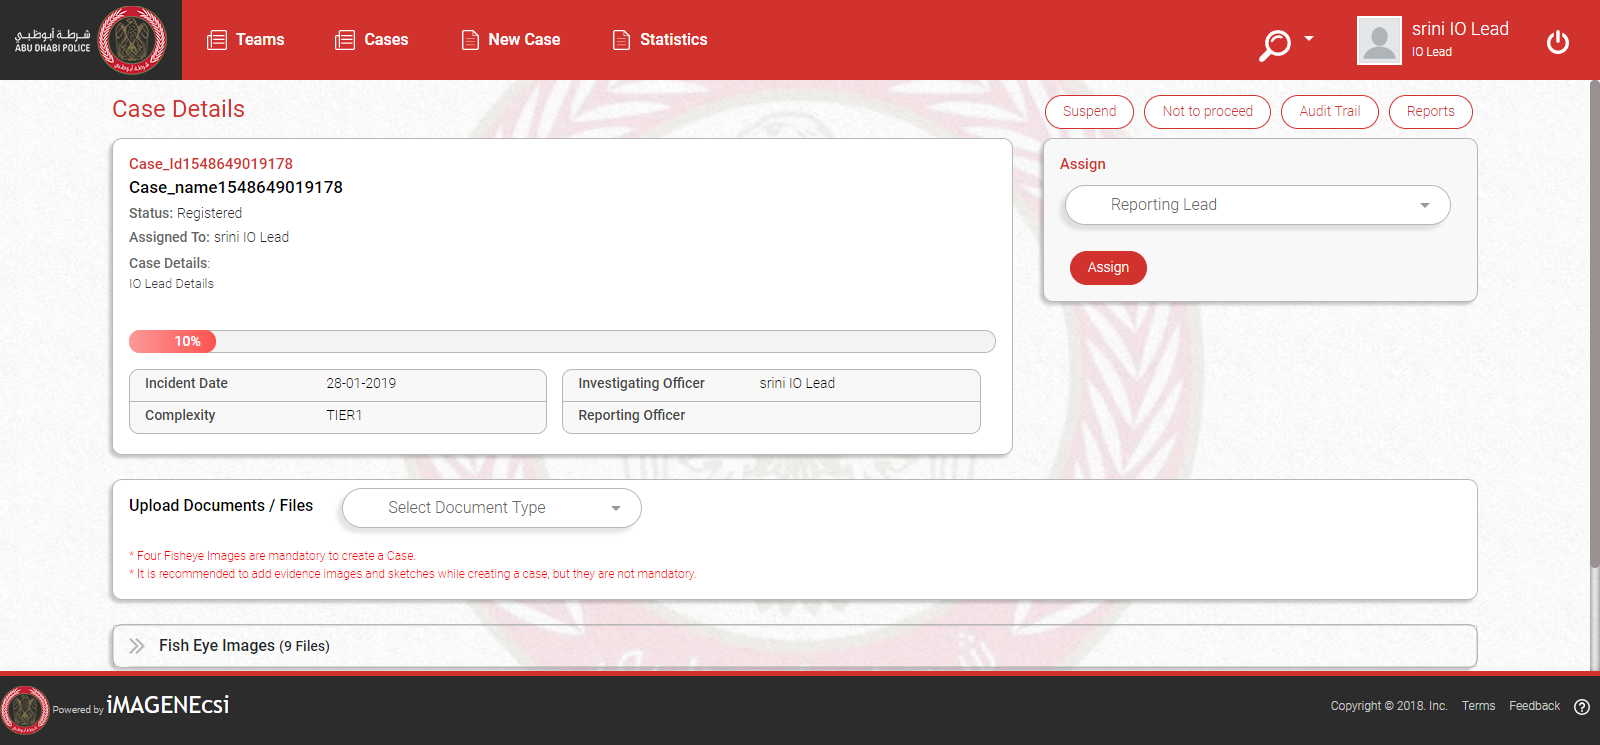 شرطة أبوظبي
ABU DHABI POLICE
Teams
Cases
New Case
Statistics
srini IO Lead
IO Lead
Case Details
Suspend
Not to proceed
Audit Trail
Reports
Case_Id1548649019178
Case_name1548649019178
Status: Registered
Assigned To: srini IO Lead
Case Details:
IO Lead Details
Assign
Reporting Lead
Assign
10%
Incident Date 28-01-2019
Complexity TIER1
Investigating Officer srini IO Lead
Reporting Officer
Upload Documents / Files
Select Document Type
* Four Fisheye Images are mandatory to create a Case.
* It is recommended to add evidence images and sketches while creating a case, but they are not mandatory.
Fish Eye Images (9 Files)
Powered by iMAGENEcsi
Copyright © 2018. Inc.
Terms
Feedback